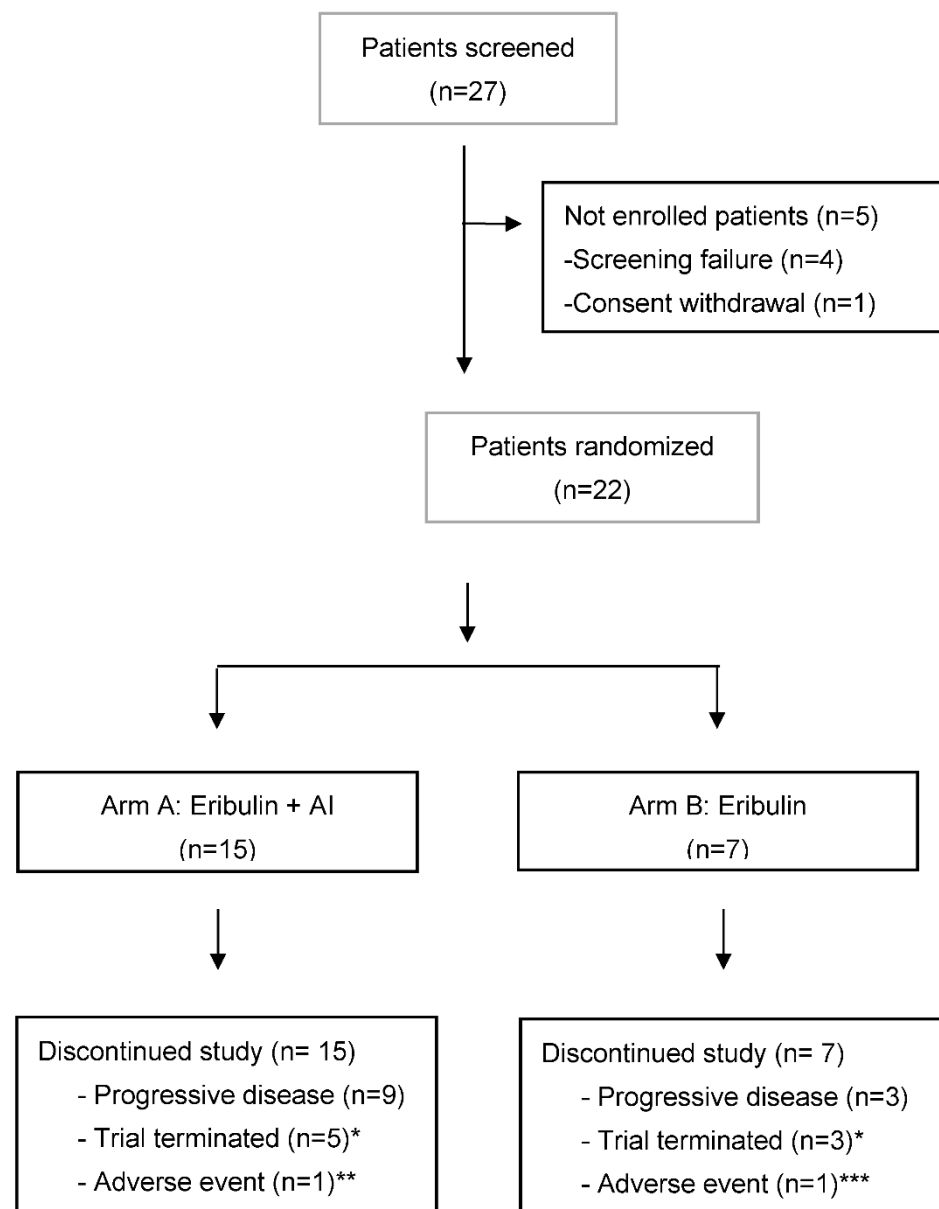 Patients screened
(n=27)
Not enrolled patients (n=5)
-Screening failure (n=4)
-Consent withdrawal (n=1)
Patients randomized
(n=22)
Arm A: Eribulin + AI
(n=15)
Arm B: Eribulin
(n=7)
Discontinued study (n= 15)
- Progressive disease (n=9)
- Trial terminated (n=5)*
- Adverse event (n=1)**
Discontinued study (n= 7)
- Progressive disease (n=3)
- Trial terminated (n=3)*
- Adverse event (n=1)***